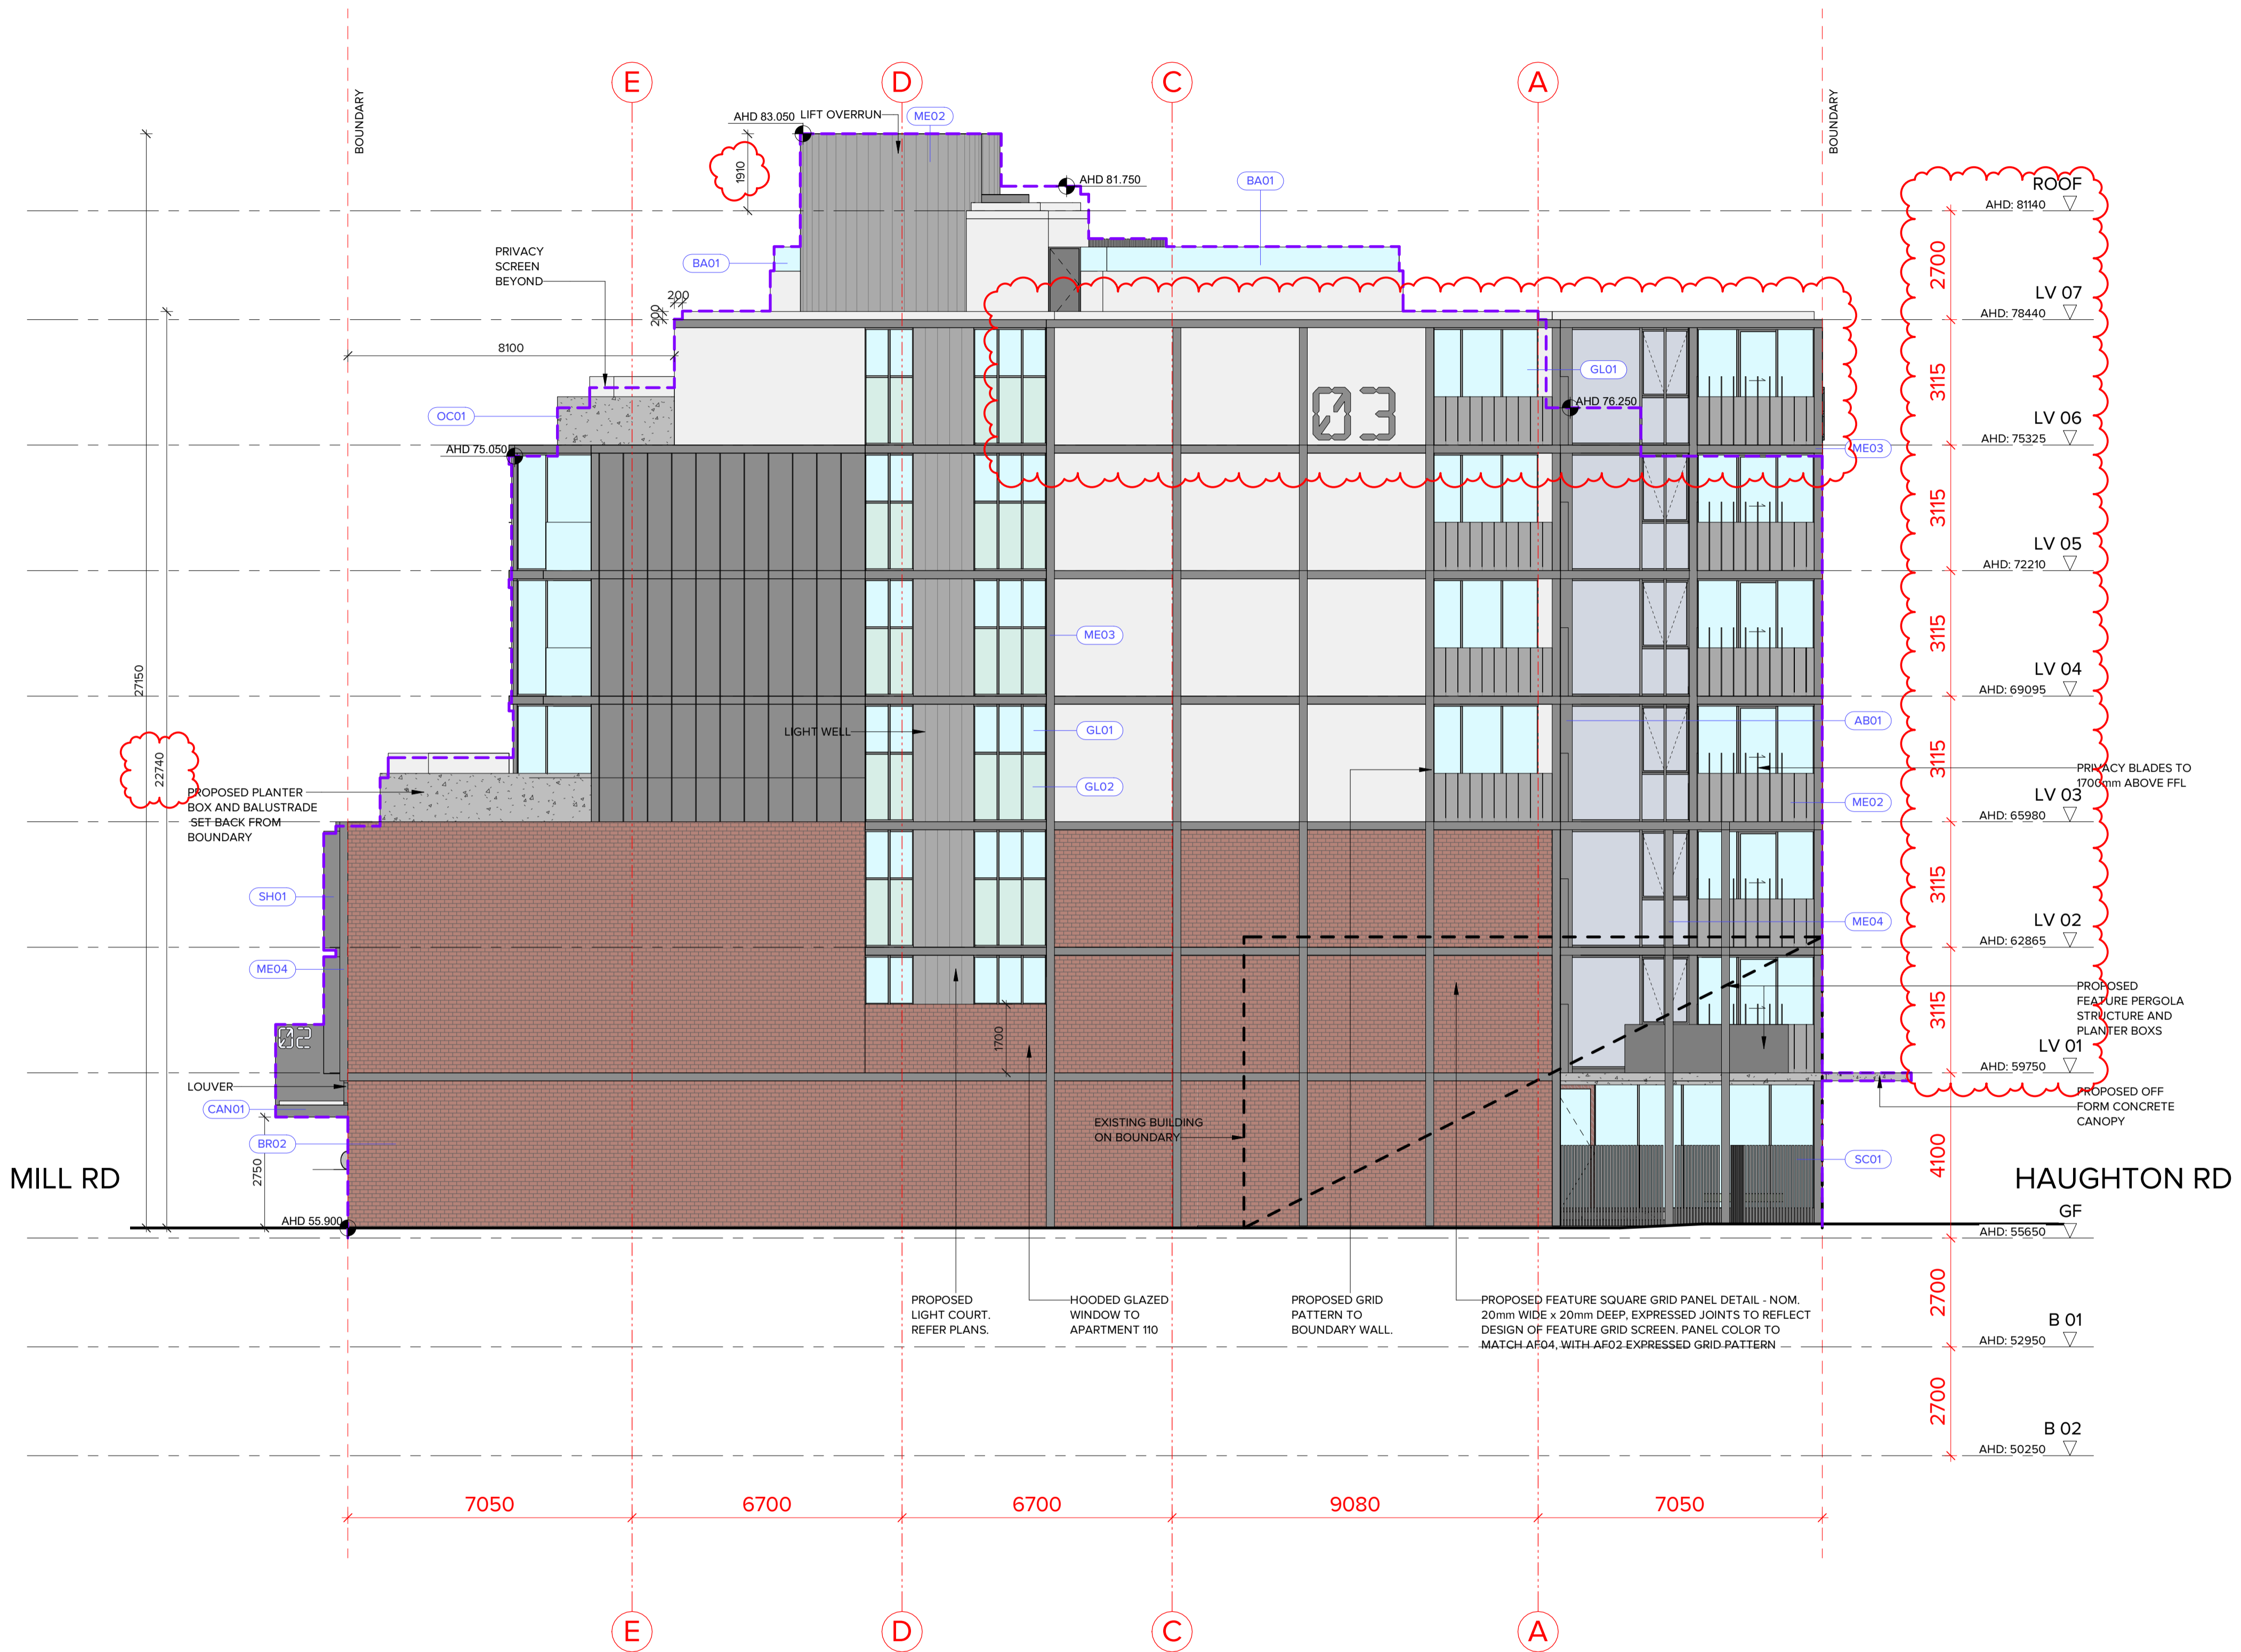 E
D
C
A
BOUNDARY
BOUNDARY
AHD 83.050
LIFT OVERRUN
ME02
1910
AHD 81.750
BA01
ROOF
AHD: 81140
2700
PRIVACY
SCREEN
BEYOND
BA01
200
200
LV 07
AHD: 78440
8100
GL01
3115
OC01
03
AHD 76.250
LV 06
AHD: 75325
AHD 75.050
ME03
3115
LV 05
AHD: 72210
27150
ME03
3115
LV 04
AHD: 69095
LIGHT WELL
GL01
AB01
22740
3115
PROPOSED PLANTER
BOX AND BALUSTRADE
SET BACK FROM
BOUNDARY
GL02
PRIVACY BLADES TO
1700mm ABOVE FFL
ME02
LV 03
AHD: 65980
SH01
3115
ME04
LV 02
AHD: 62865
ME04
PROPOSED
FEATURE PERGOLA
STRUCTURE AND
PLANTER BOXS
3115
02
1700
LV 01
AHD: 59750
LOUVER
CAN01
PROPOSED OFF
FORM CONCRETE
CANOPY
BR02
EXISTING BUILDING
ON BOUNDARY
2750
4100
SC01
MILL RD
HAUGHTON RD
AHD 55.900
GF
AHD: 55650
PROPOSED
LIGHT COURT.
REFER PLANS.
HOODED GLAZED
WINDOW TO
APARTMENT 110
PROPOSED GRID
PATTERN TO
BOUNDARY WALL.
PROPOSED FEATURE SQUARE GRID PANEL DETAIL - NOM.
20mm WIDE x 20mm DEEP, EXPRESSED JOINTS TO REFLECT
DESIGN OF FEATURE GRID SCREEN. PANEL COLOR TO
MATCH AF04, WITH AF02 EXPRESSED GRID PATTERN
2700
B 01
AHD: 52950
2700
B 02
AHD: 50250
7050
6700
6700
9080
7050
E
D
C
A